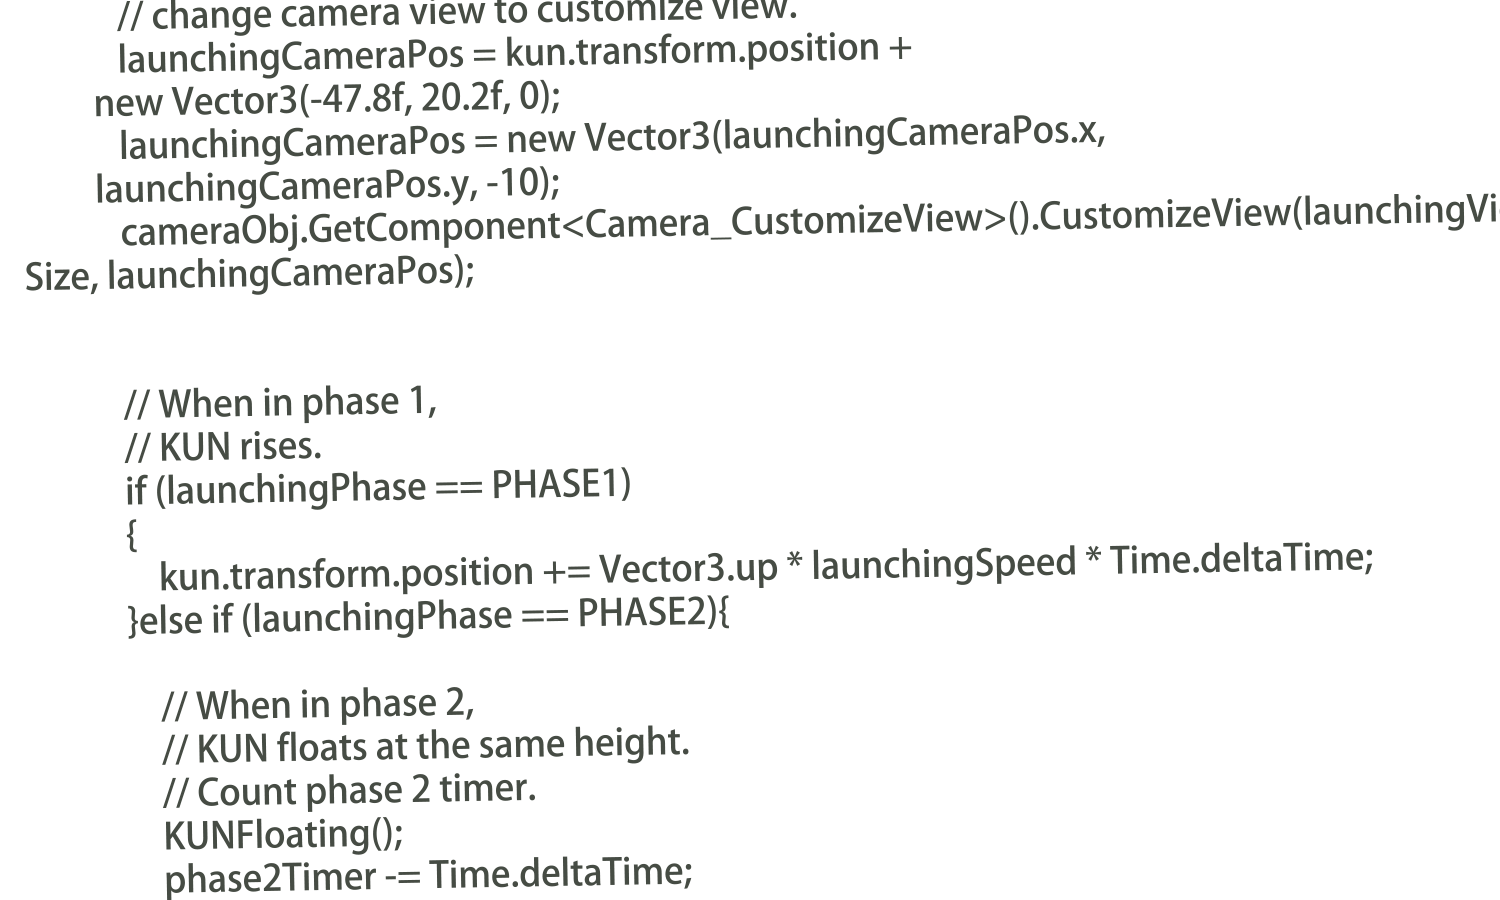 // change camera view to customize view.
launchingCameraPos = kun.transform.position +
new Vector3(-47.8f, 20.2f, 0);
launchingCameraPos = new Vector3(launchingCameraPos.x,
launchingCameraPos.y, -10);
cameraObj.GetComponent<Camera_CustomizeView>().CustomizeView(launchingVi
Size, launchingCameraPos);
// When in phase 1,
// KUN rises.
if (launchingPhase == PHASE1)
{
kun.transform.position += Vector3.up * launchingSpeed * Time.deltaTime;
}else if (launchingPhase == PHASE2){
// When in phase 2,
// KUN floats at the same height.
// Count phase 2 timer.
KUNFloating();
phase2Timer -= Time.deltaTime;